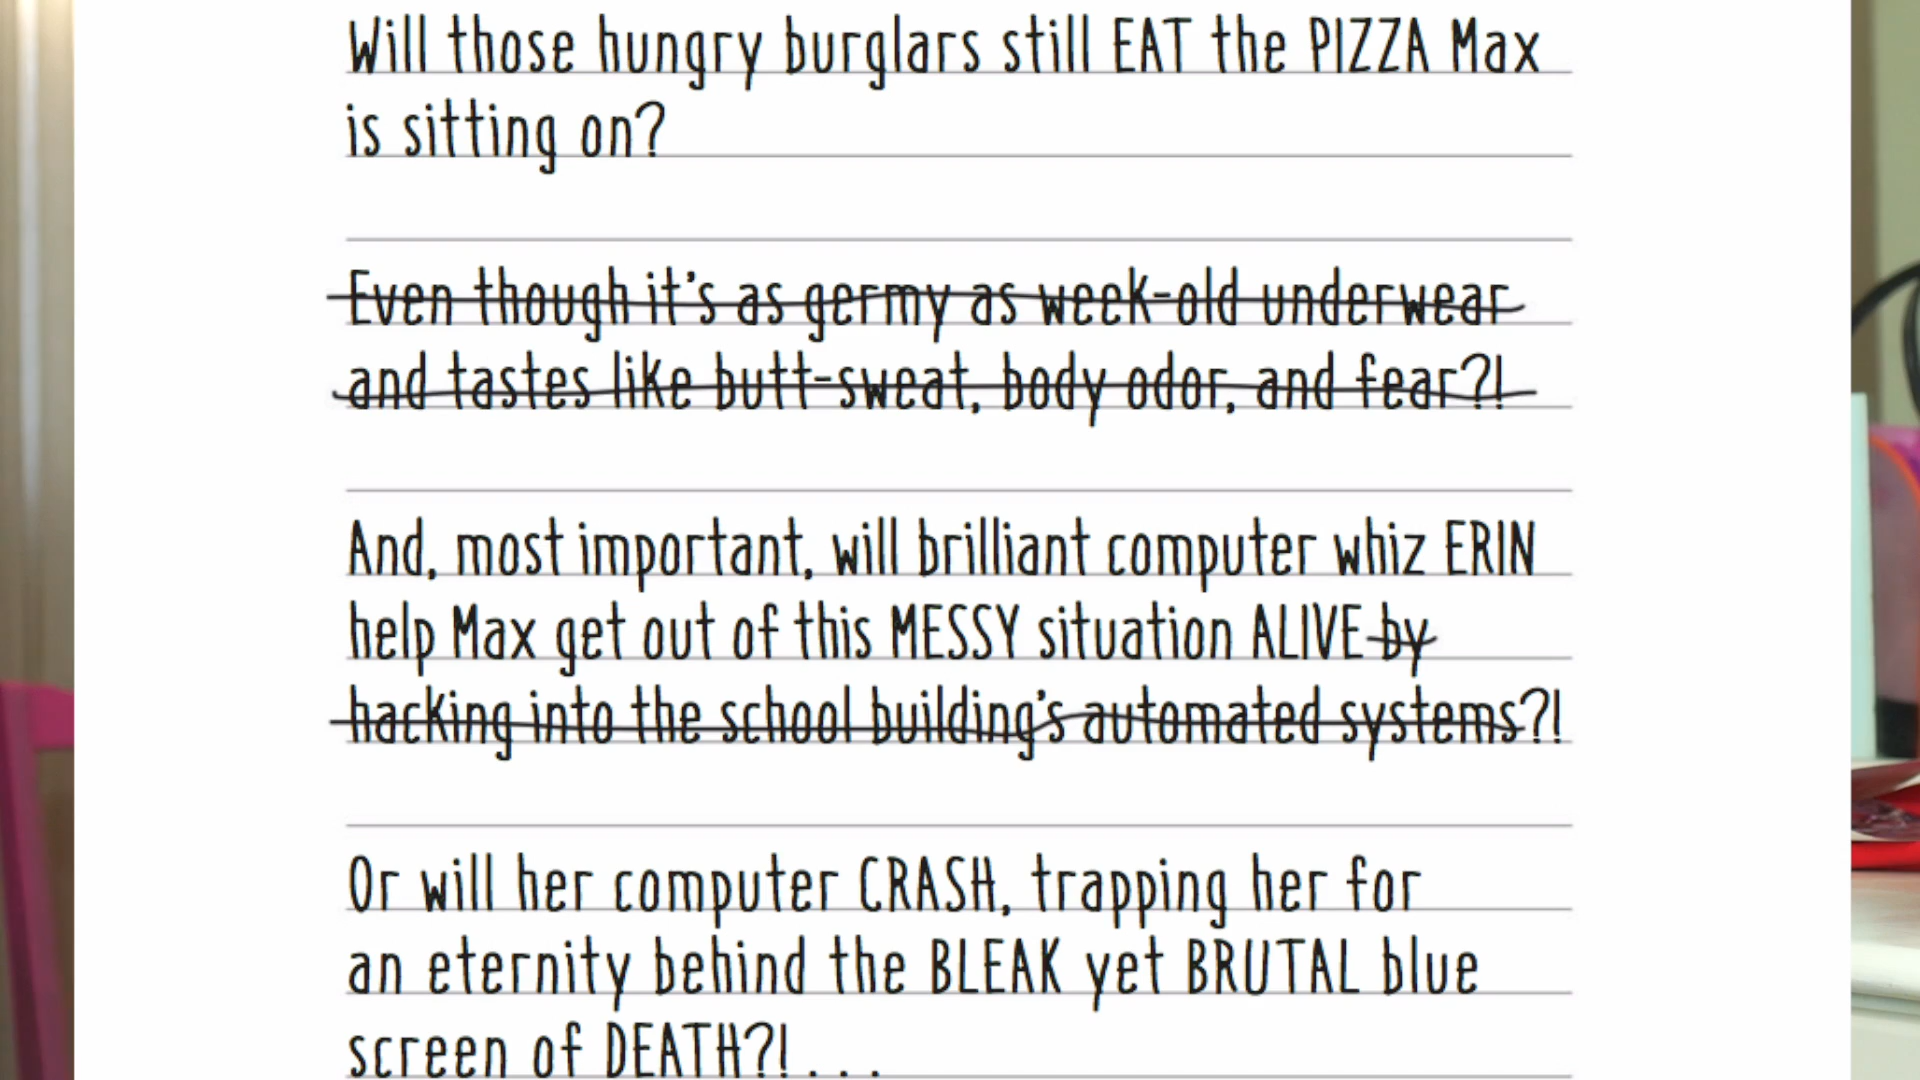 Will those hungry burglars still EAT the PIZZA Max
is sitting on?
Even though it's as germy as week-old underwear
and tastes like butt-sweat, body odor, and fear?!
And, most important, will brilliant computer whiz ERIN
help Max get out of this MESSY situation ALIVE by
hacking into the school building's automated systems?!
Or will her computer CRASH, trapping her for
an eternity behind the BLEAK yet BRUTAL blue
screen of DEATH?! . . .